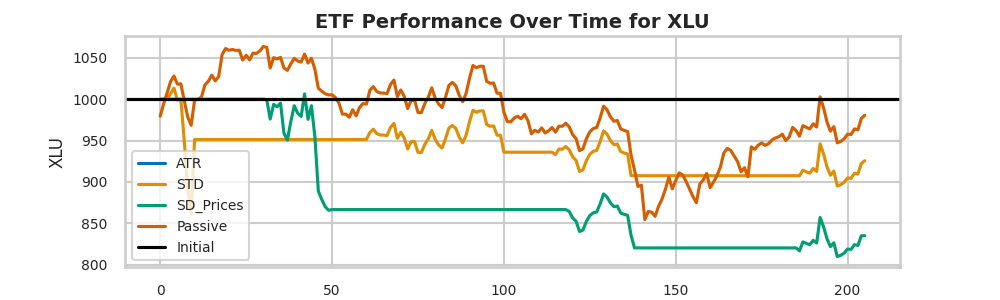 ETF Performance Over Time for XLU
XLU
1050
1000
950
900
850
800
ATR
STD
SD_Prices
Passive
Initial
0
50
100
150
200